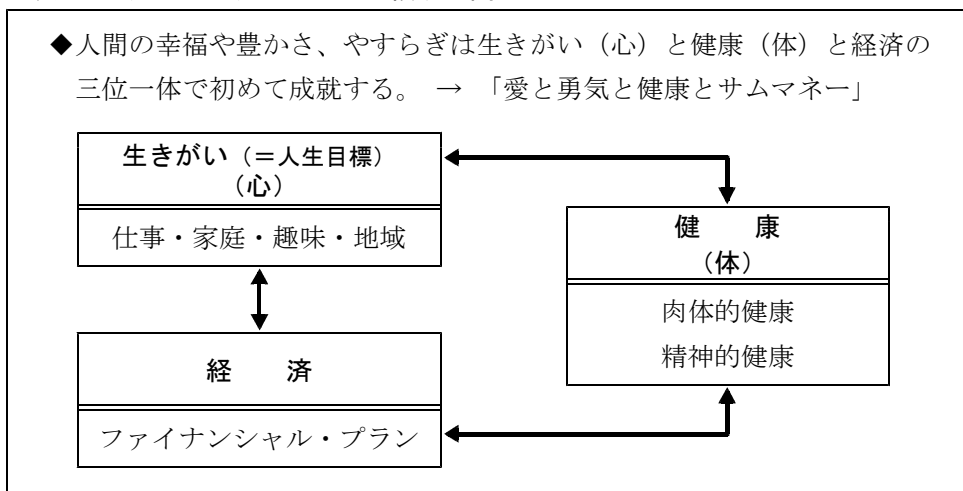 ◆人間の幸福や豊かさ、やすらぎは生きがい（心）と健康（体）と経済の
三位一体で初めて成就する。 → 「愛と勇気と健康とサムマネー」
生きがい（＝人生目標）
（心）
仕事・家庭・趣味・地域
健　　康
（体）
肉体的健康
精神的健康
経　　済
ファイナンシャル・プラン